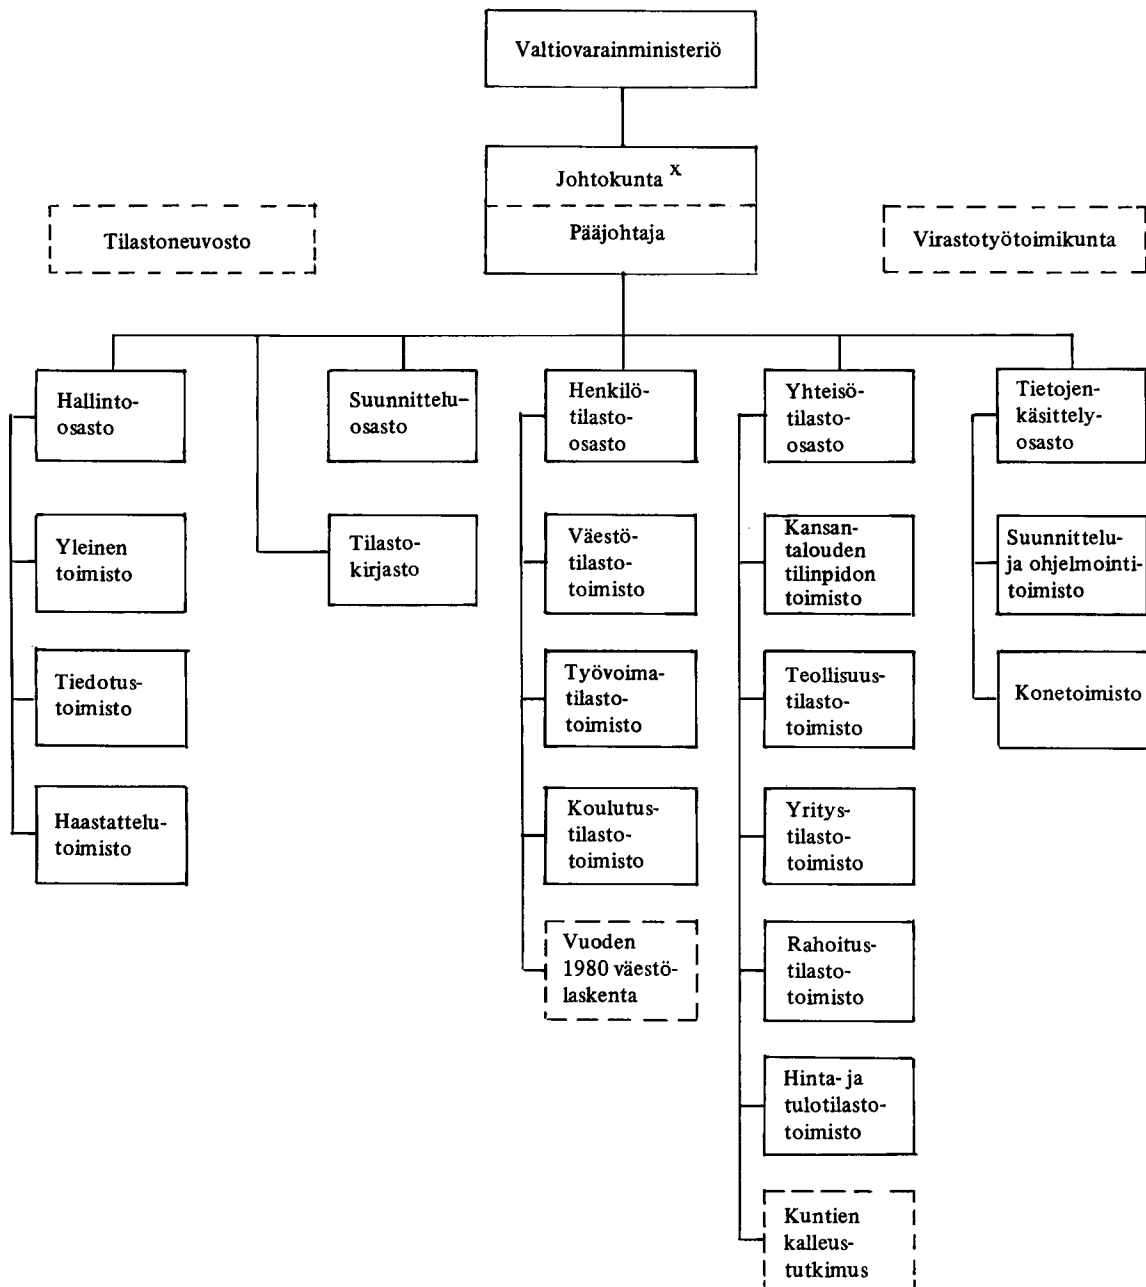 Valtiovarainministeriö
Johtokunta x
Pääjohtaja
Tilastoneuvosto
Virastotyötoimikunta
Hallinto-
osasto
Yleinen
toimisto
Tiedotus-
toimisto
Haastattelu-
toimisto
Suunnittelu-
osasto
Tilasto-
kirjasto
Henkilö-
tilasto-
osasto
Väestö-
tilasto-
toimisto
Työvoima-
tilasto-
toimisto
Koulutus-
tilasto-
toimisto
Vuoden
1980 väestö-
laskenta
Yhteisö-
tilasto-
osasto
Kansan-
talouden
tilinpidon
toimisto
Teollisuus-
tilasto-
toimisto
Yritys-
tilasto-
toimisto
Rahoitus-
tilasto-
toimisto
Hinta- ja
tulotilasto-
toimisto
Kuntien
kalleus-
tutkimus
Tietojen-
käsittely-
osasto
Suunnittelu-
ja ohjelmointi-
toimisto
Konetoimisto